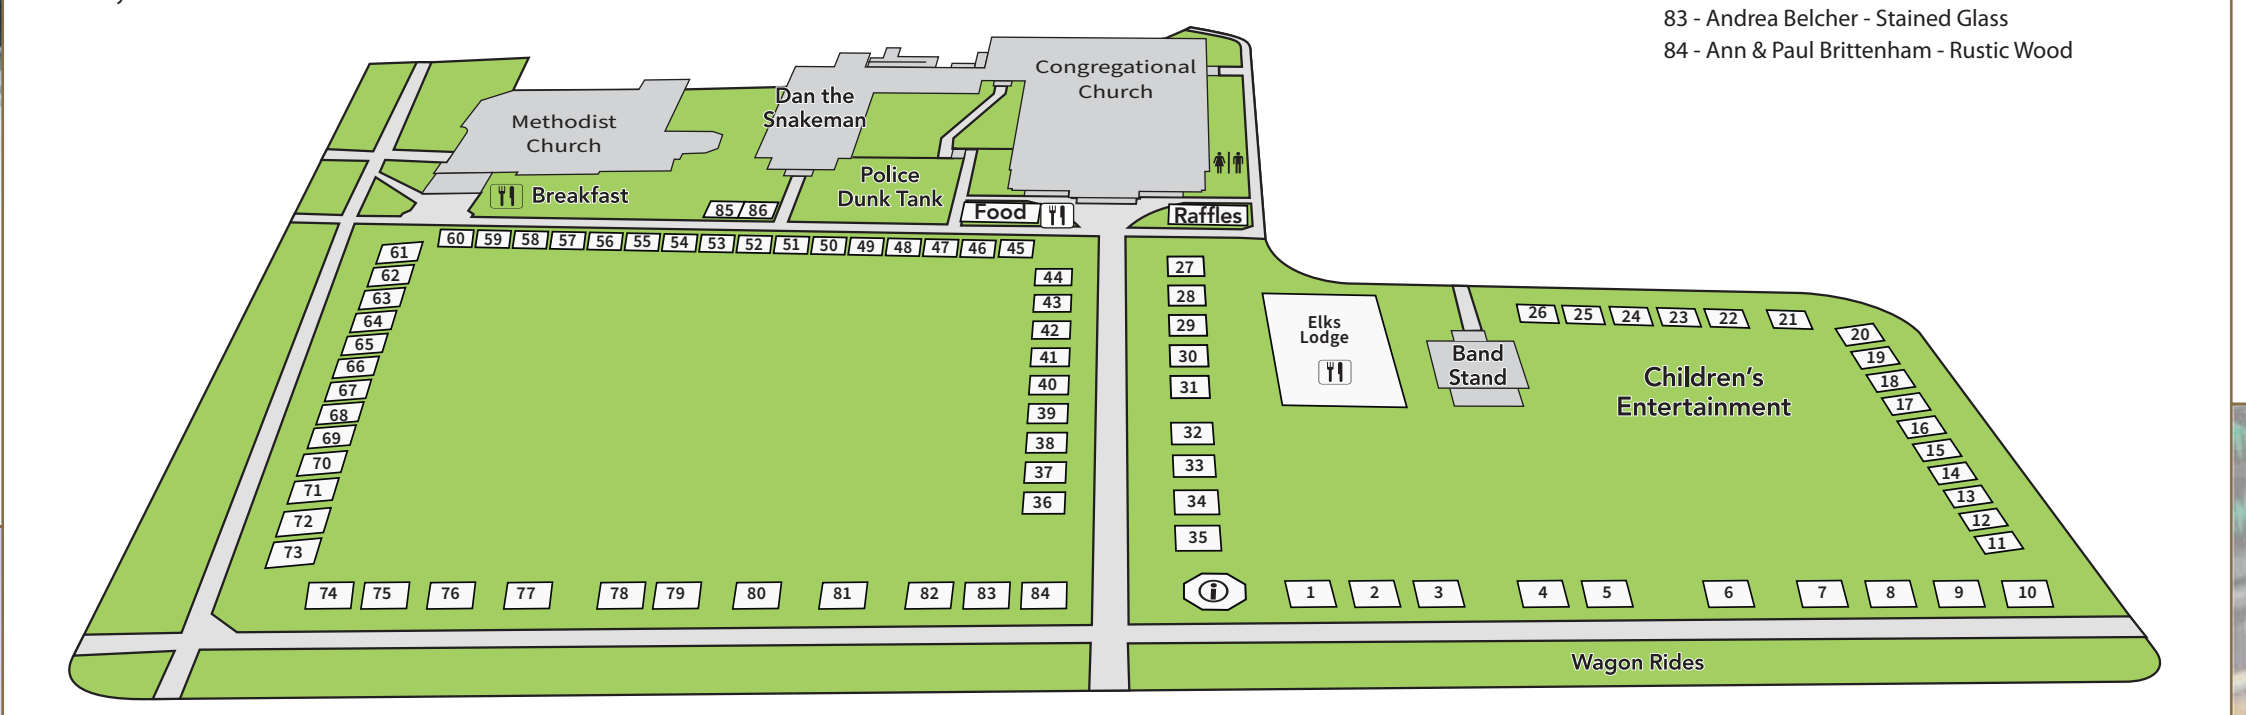 83 - Andrea Belcher - Stained Glass
84 - Ann & Paul Brittenham - Rustic Wood
Congregational
Church
Methodist
Church
Dan the
Snakeman
Police
Dunk Tank
Breakfast
85 86
Food
Raffles
60 59 58 57 56 55 54 53 52 51 50 49 48 47 46 45
61
62
63
64
65
66
67
68
69
70
71
72
73
44
43
42
41
40
39
38
37
36
27
28
29
30
31
32
33
34
35
Elks
Lodge
Band
Stand
26 25 24 23 22 21
Children's
Entertainment
20
19
18
17
16
15
14
13
12
11
74 75 76 77 78 79 80 81 82 83 84
i
1 2 3 4 5 6 7 8 9 10
Wagon Rides